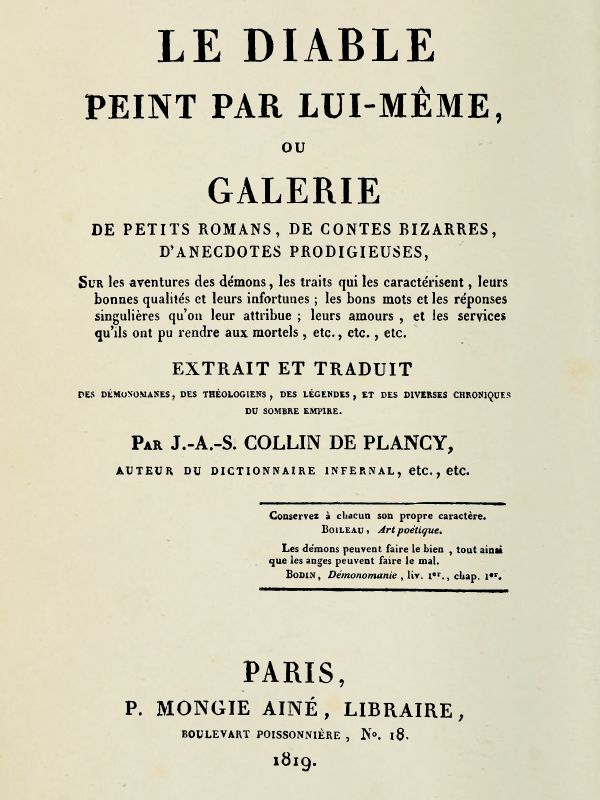 LE DIABLE
PEINT PAR LUI-MÊME,
OU
GALERIE
DE PETITS ROMANS, DE CONTES BIZARRES,
D'ANECDOTES PRODIGIEUSES,
Sur les aventures des démons, les traits qui les caractérisent, leurs
bonnes qualités et leurs infortunes ; les bons mots et les réponses
singulières qu'on leur attribue ; leurs amours, et les services
qu'ils ont pu rendre aux mortels, etc., etc., etc.
EXTRAIT ET TRADUIT
DES DÉMONOMANES, DES THÉOLOGIENS, DES LÉGENDES, ET DES DIVERSES CHRONIQUES
DU SOMBRE EMPIRE.
Par J.-A.-S. COLLIN DE PLANCY,
AUTEUR DU DICTIONNAIRE INFERNAL, etc., etc.
Conservez à chacun son propre caractère.
Boileau, Art poétique.
Les démons peuvent faire le bien, tout ainsi
que les anges peuvent faire le mal.
Bodin, Démonomanie, liv. 1er., chap. 1er.
PARIS,
P. MONGIE AINÉ, LIBRAIRE,
BOULEVART POISSONNIÈRE, No. 18.
1819.